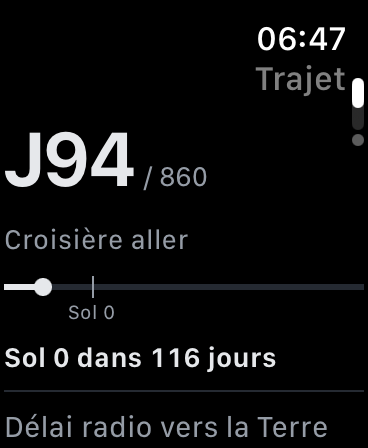 06:47
Trajet
J94 / 860
Croisière aller
Sol 0
Sol 0 dans 116 jours
Délai radio vers la Terre